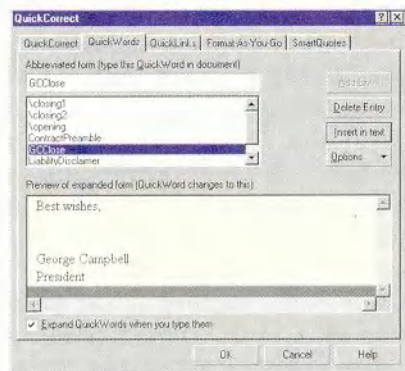 QuickCorrect
QuickCorrect QuickWords QuickLinks Format-As-You-Go SmartQuotes
Abbreviated form (type this QuickWord in document)
GCClose
Add Entry
\closing1
\closing2
\opening
ContractPreamble
GCClose
LiabilityDisclaimer
Delete Entry
Insert in text
Options
Preview of expanded form (QuickWord changes to this)
Best wishes,
George Campbell
President
Expand QuickWords when you type them
OK Cancel Help